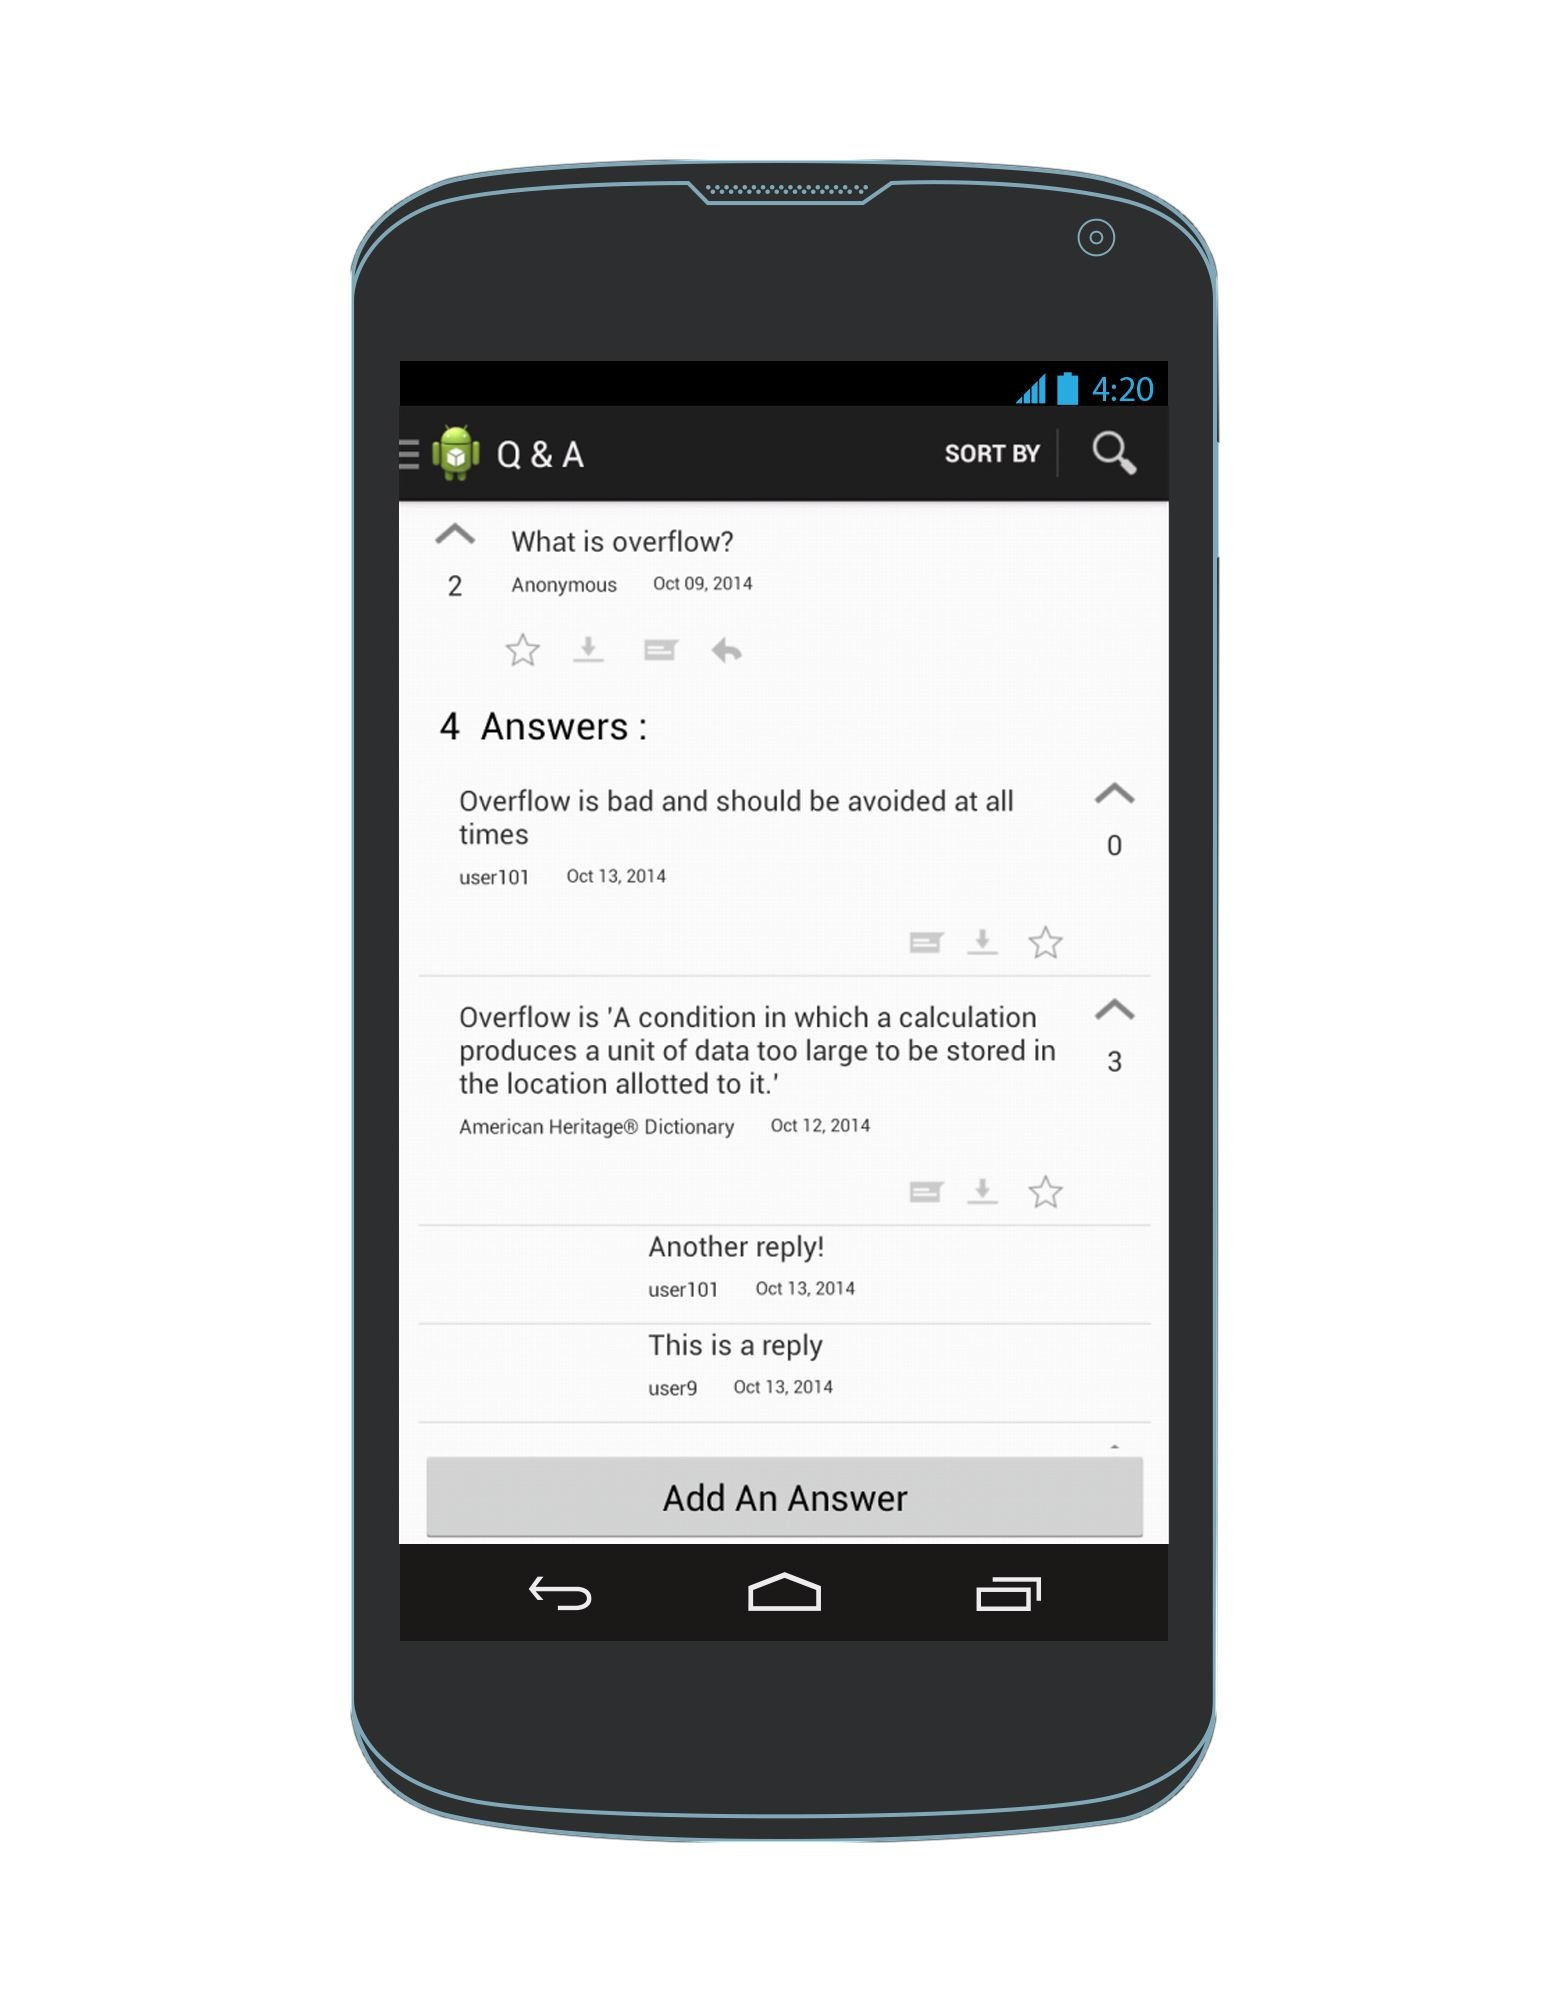 4:20
Q & A
SORT BY
What is overflow?
2
Anonymous Oct 09, 2014
4 Answers :
Overflow is bad and should be avoided at all
times
0
user101 Oct 13, 2014
Overflow is 'A condition in which a calculation
produces a unit of data too large to be stored in
the location allotted to it.'
3
American Heritage® Dictionary Oct 12, 2014
Another reply!
user101 Oct 13, 2014
This is a reply
user9 Oct 13, 2014
Add An Answer